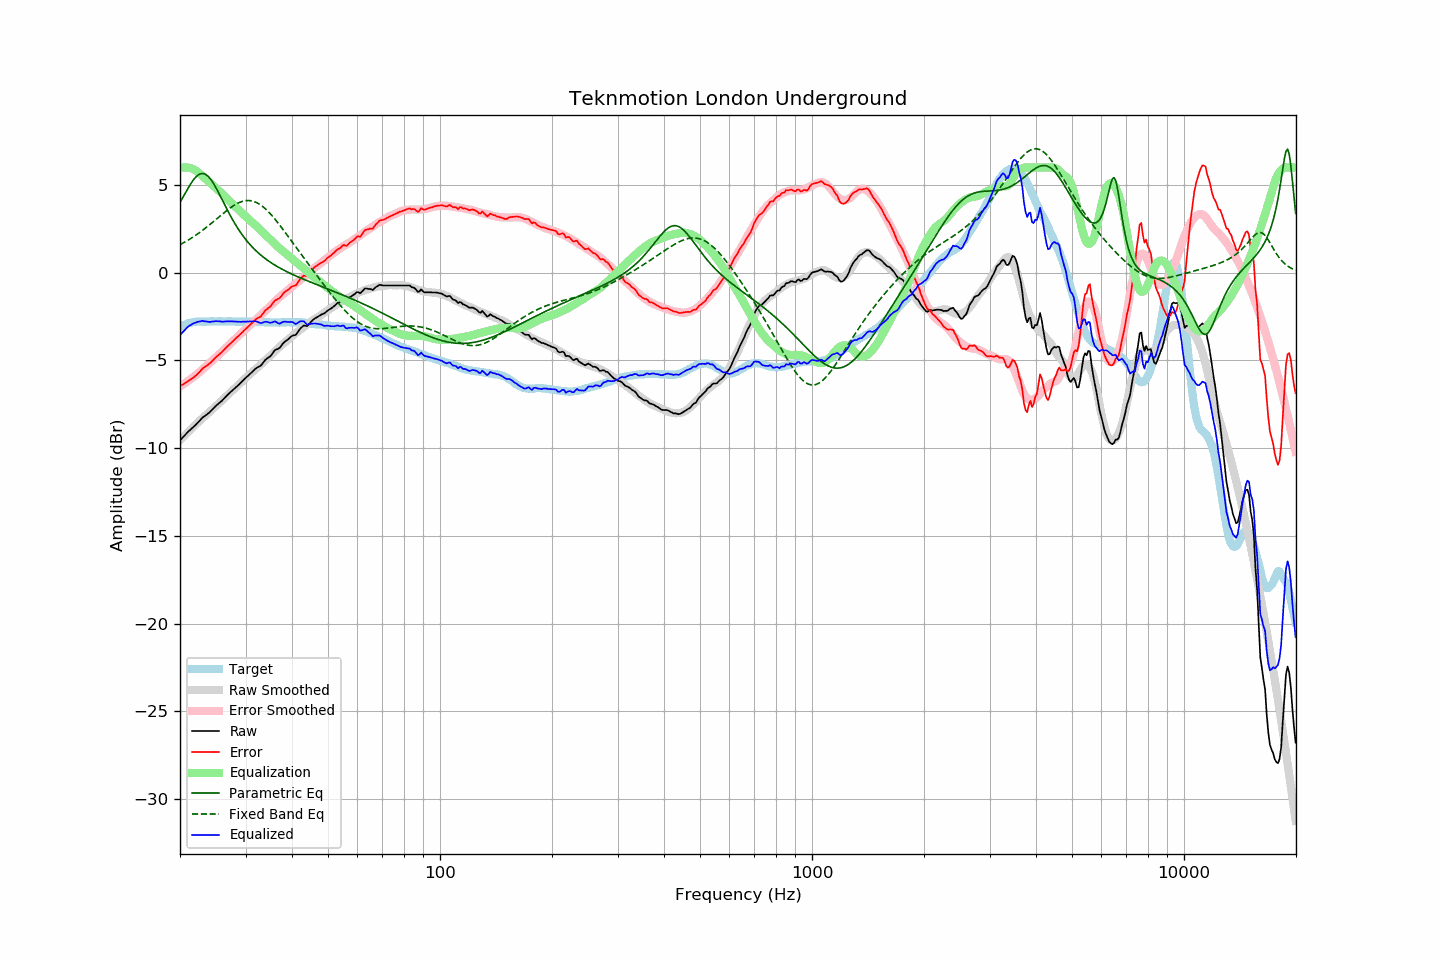 Teknmotion London Underground
Amplitude (dBr)
5
0
−5
−10
−15
−20
−25
−30
Target
Raw Smoothed
Error Smoothed
Raw
Error
Equalization
Parametric Eq
Fixed Band Eq
Equalized
100
1000
10000
Frequency (Hz)